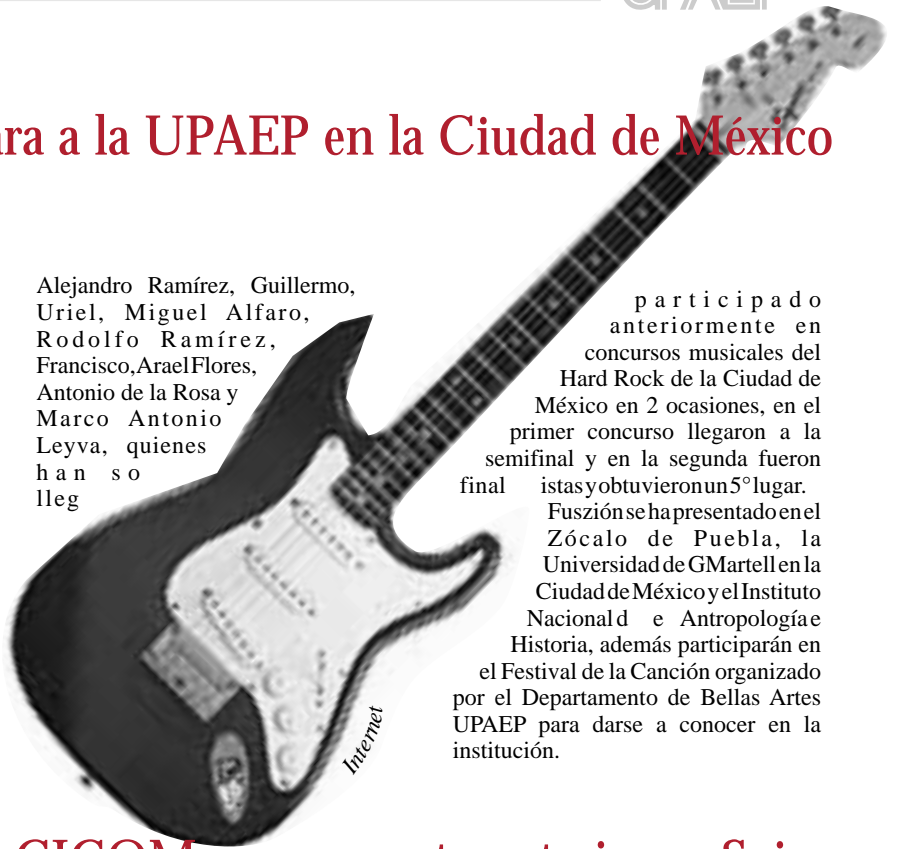 a la UPAEP en la Ciudad de México
Alejandro Ramírez, Guillermo,
Uriel, Miguel Alfaro,
Rodolfo Ramírez,
Francisco, Arael Flores,
Antonio de la Rosa y
Marco Antonio
Leyva, quienes
han so
lleg
participado
anteriormente en
concursos musicales del
Hard Rock de la Ciudad de
México en 2 ocasiones, en el
primer concurso llegaron a la
semifinal y en la segunda fueron
final istas y obtuvieron un 5° lugar.
Fuszión se ha presentado en el
Zócalo de Puebla, la
Universidad de GMartell en la
Ciudad de México y el Instituto
Nacional d e Antropología e
Historia, además participarán en
el Festival de la Canción organizado
por el Departamento de Bellas Artes
UPAEP para darse a conocer en la
institución.
Internet